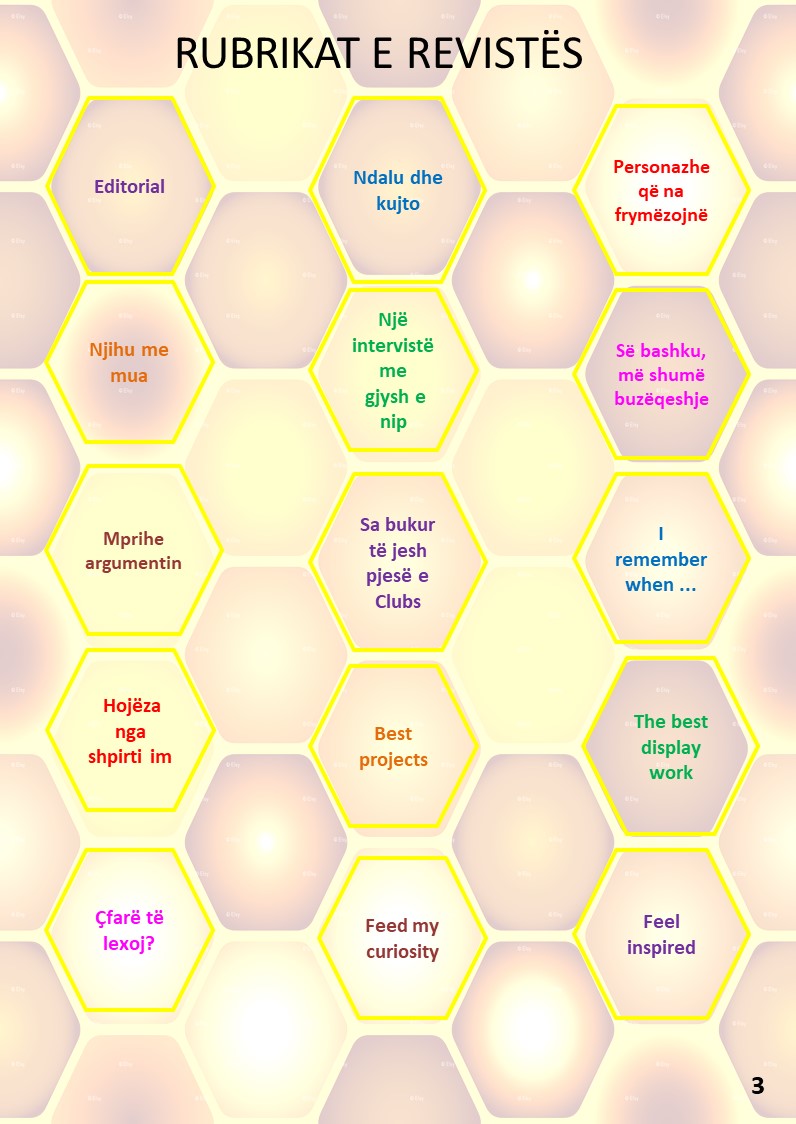 RUBRIKAT E REVISTËS
Editorial
Ndalu dhe
kujto
Personazhe
që na
frymëzojnë
Njihu me
mua
Një
intervistë
me
gjysh e
nip
Së bashku,
më shumë
buzëqeshje
Mprihe
argumentin
Sa bukur
të jesh
pjesë e
Clubs
I
remember
when ...
Hojëza
nga
shpirti im
Best
projects
The best
display
work
Çfarë të
lexoj?
Feed my
curiosity
Feel
inspired
3